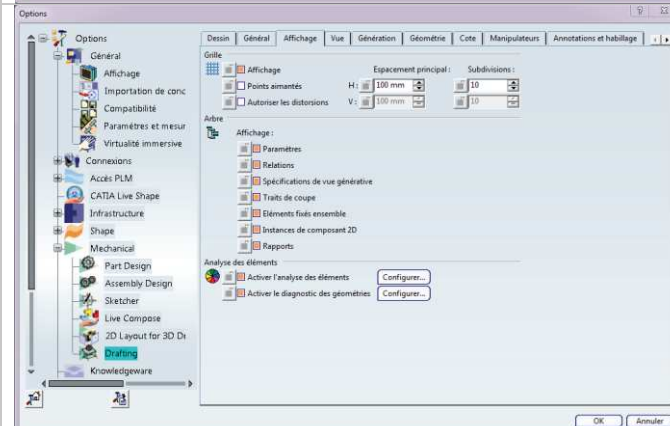 Options
Options
Général
Affichage
Importation de conc
Compatibilité
Paramètres et mesur
Virtualité immersive
Connexions
Accès PLM
CATIA Live Shape
Infrastructure
Shape
Mechanical
Part Design
Assembly Design
Sketcher
Live Compose
2D Layout for 3D De
Drafting
Knowledgeware
Dessin Général Affichage Vue Génération Géométrie Cote Manipulateurs Annotations et habillage
Grille
Affichage Espacement principal : Subdivisions :
Points aimantés H : 100 mm 10
Autoriser les distorsions V : 100 mm 10
Arbre
Affichage :
Paramètres
Relations
Spécifications de vue générative
Traits de coupe
Eléments fixés ensemble
Instances de composant 2D
Rapports
Analyse des éléments
Activer l'analyse des éléments Configurer...
Activer le diagnostic des géométries Configurer...
OK Annuler